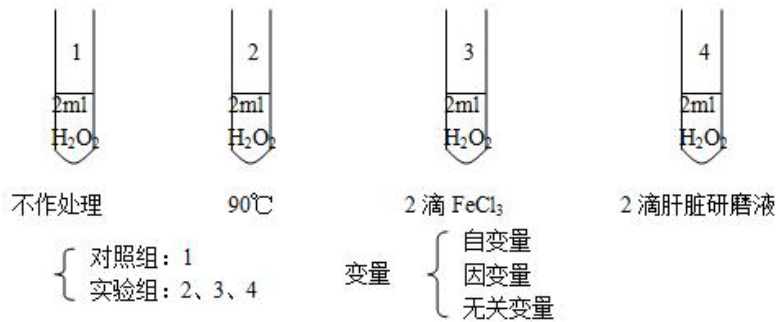 1 2 3 4
2ml 2ml 2ml 2ml
H₂O₂ H₂O₂ H₂O₂ H₂O₂
不作处理 90℃ 2滴 FeCl₃ 2滴肝脏研磨液
对照组：1
实验组：2、3、4
变量
自变量
因变量
无关变量